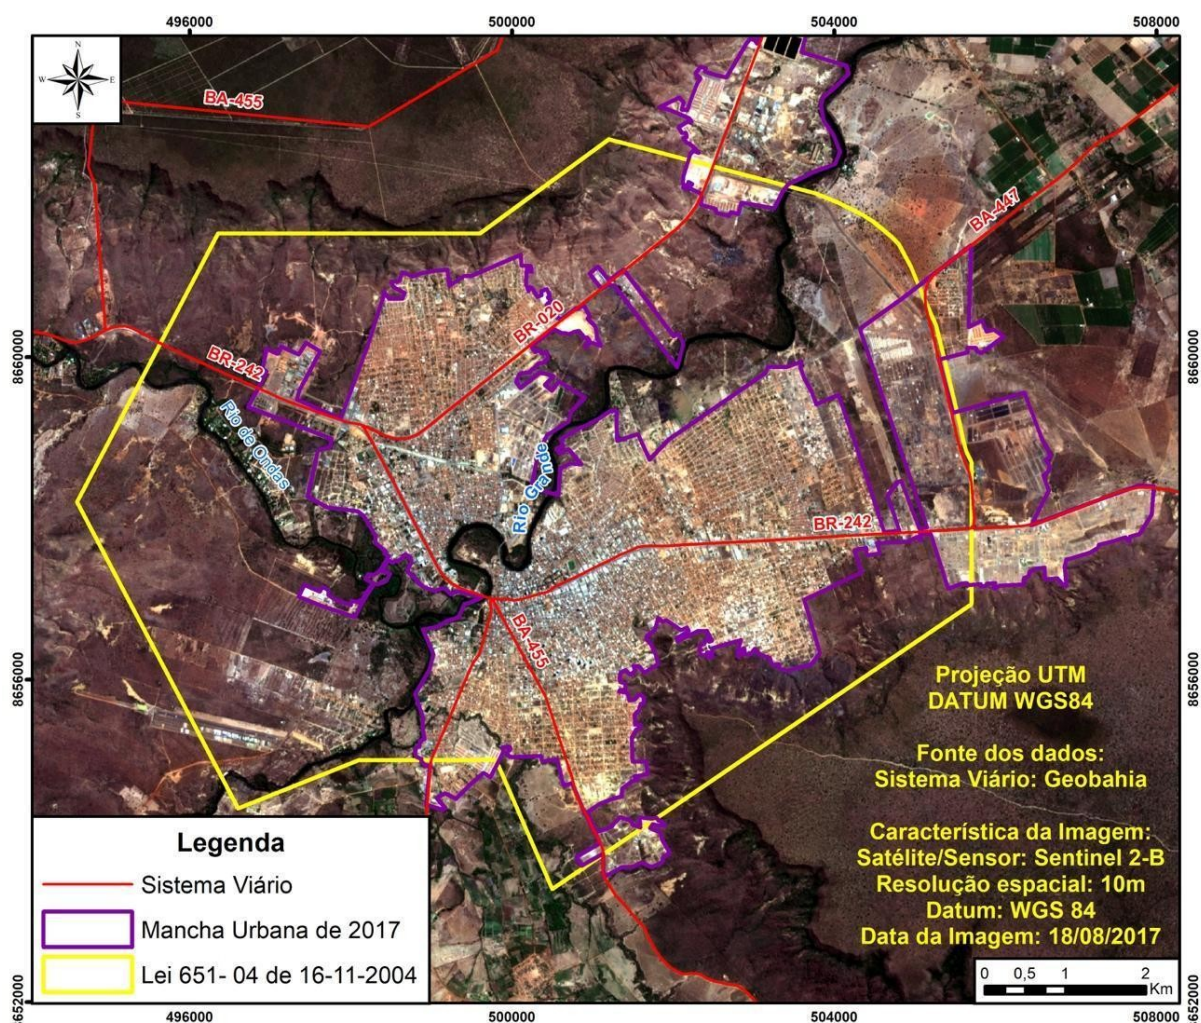 496000
500000
504000
508000
N
W
E
S
BA-455
BA-447
BR-020
8660000
8660000
BR-242
Rio de Ondas
Rio Grande
BR-242
BA-455
8656000
8656000
Projeção UTM
DATUM WGS84
Fonte dos dados:
Sistema Viário: Geobahia
Característica da Imagem:
Satélite/Sensor: Sentinel 2-B
Resolução espacial: 10m
Datum: WGS 84
Data da Imagem: 18/08/2017
Legenda
Sistema Viário
Mancha Urbana de 2017
Lei 651- 04 de 16-11-2004
0 0,5 1 2
Km
8652000
8652000
496000
500000
504000
508000